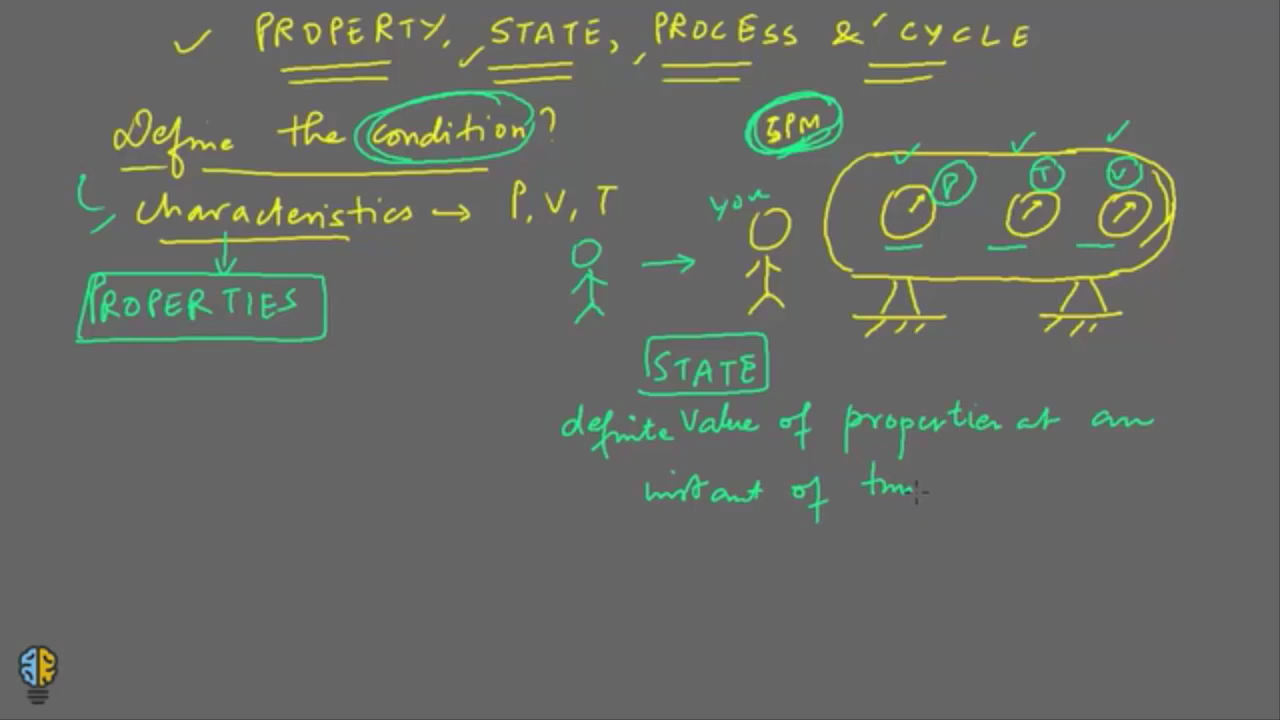 ✓ PROPERTY, ✓ STATE, ✓ PROCESS & ✓ CYCLE
Define the condition?
characteristics → P, V, T
PROPERTIES
5PM
you
P T V
STATE
definite value of properties at an
instant of tm